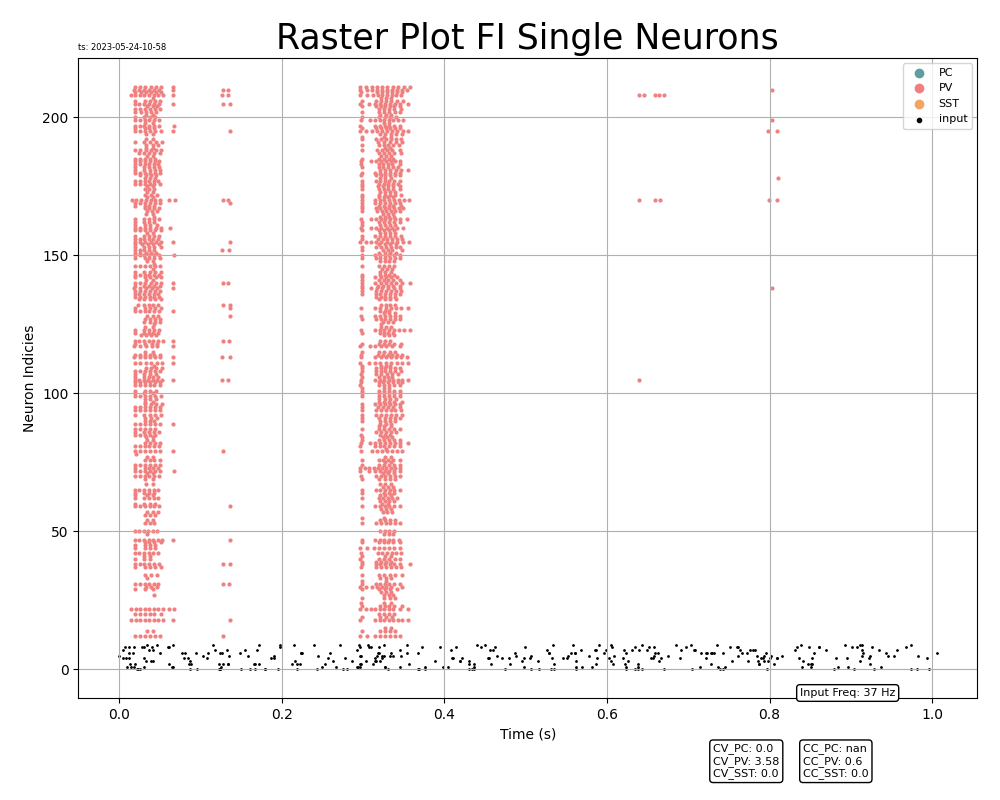 Raster Plot FI Single Neurons
ts: 2023-05-24-10-58
PC
PV
SST
input
200
150
100
50
0
Neuron Indicies
0.0 0.2 0.4 0.6 0.8 1.0
Time (s)
Input Freq: 37 Hz
CV_PC: 0.0
CV_PV: 3.58
CV_SST: 0.0
CC_PC: nan
CC_PV: 0.6
CC_SST: 0.0